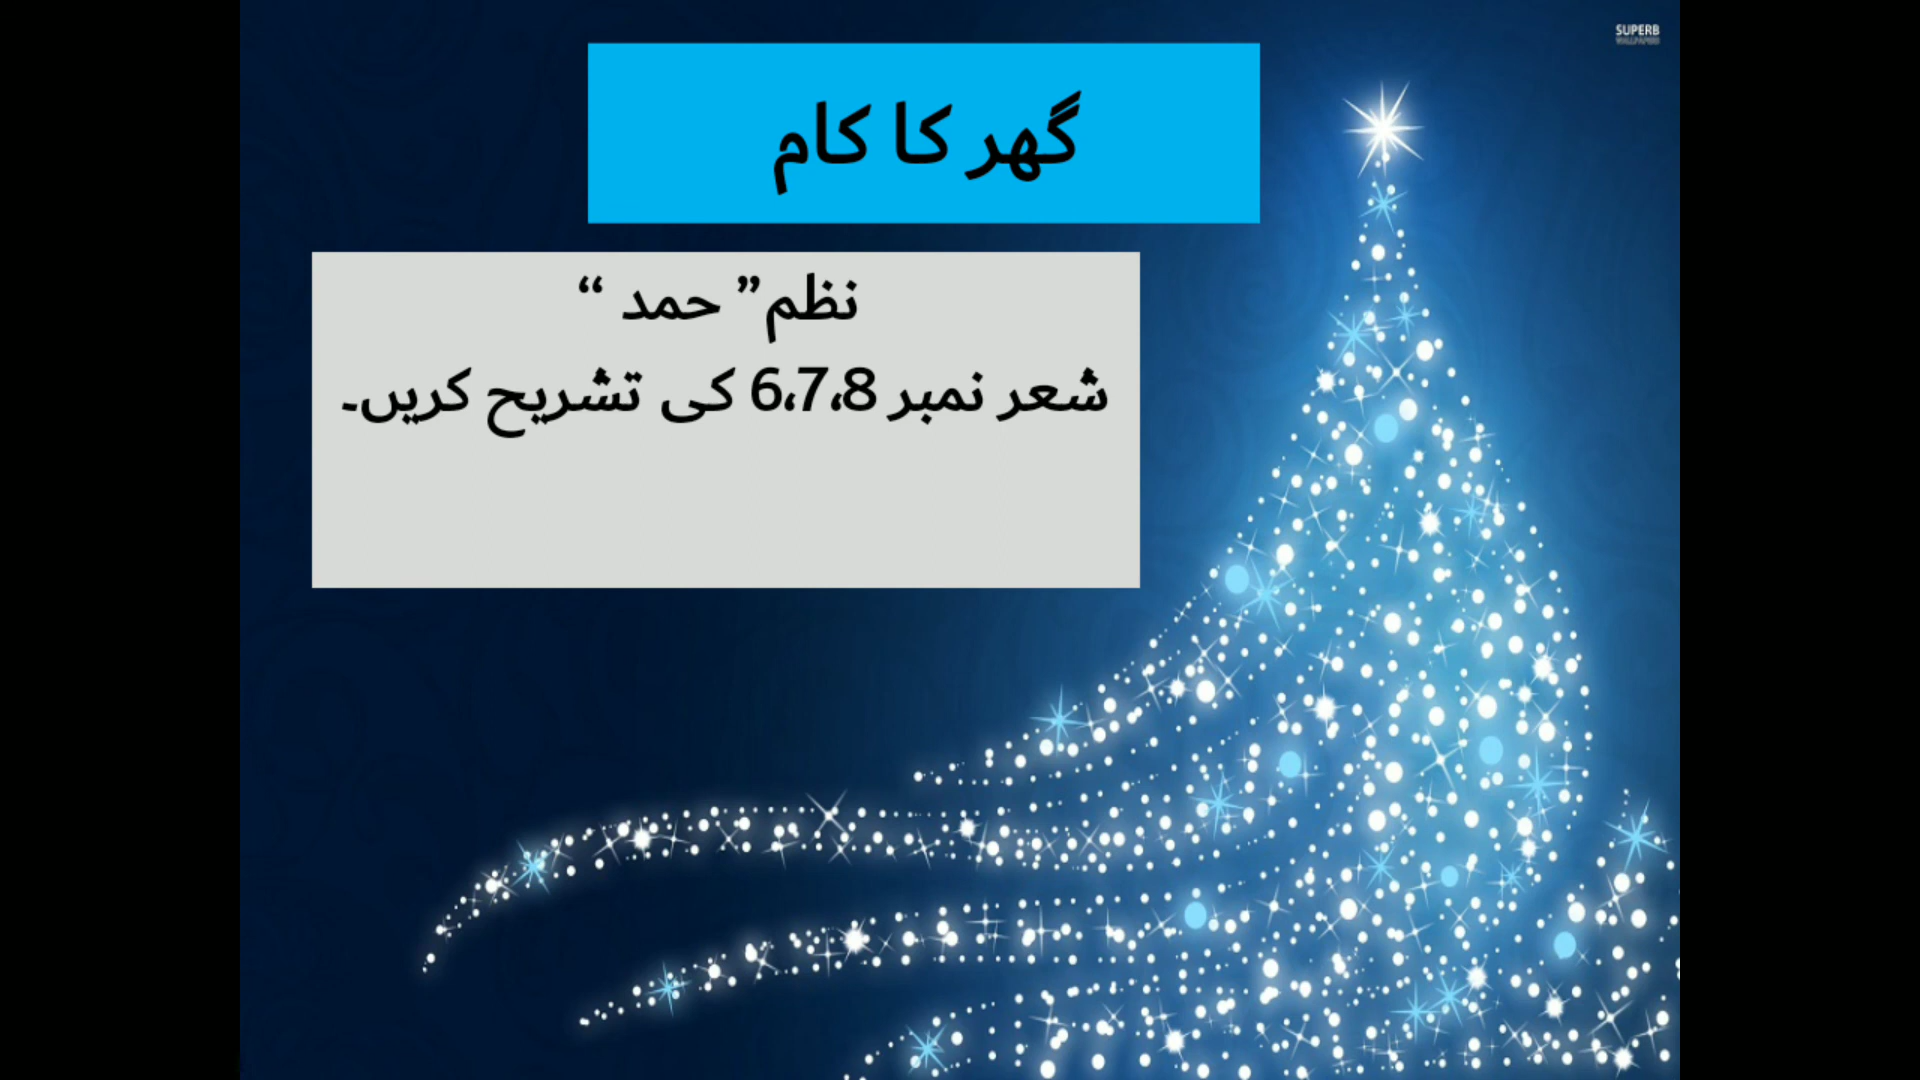 SUPERB
گھر کا کام
نظم” حمد “
شعر نمبر 6،7،8 کی تشریح کریں۔